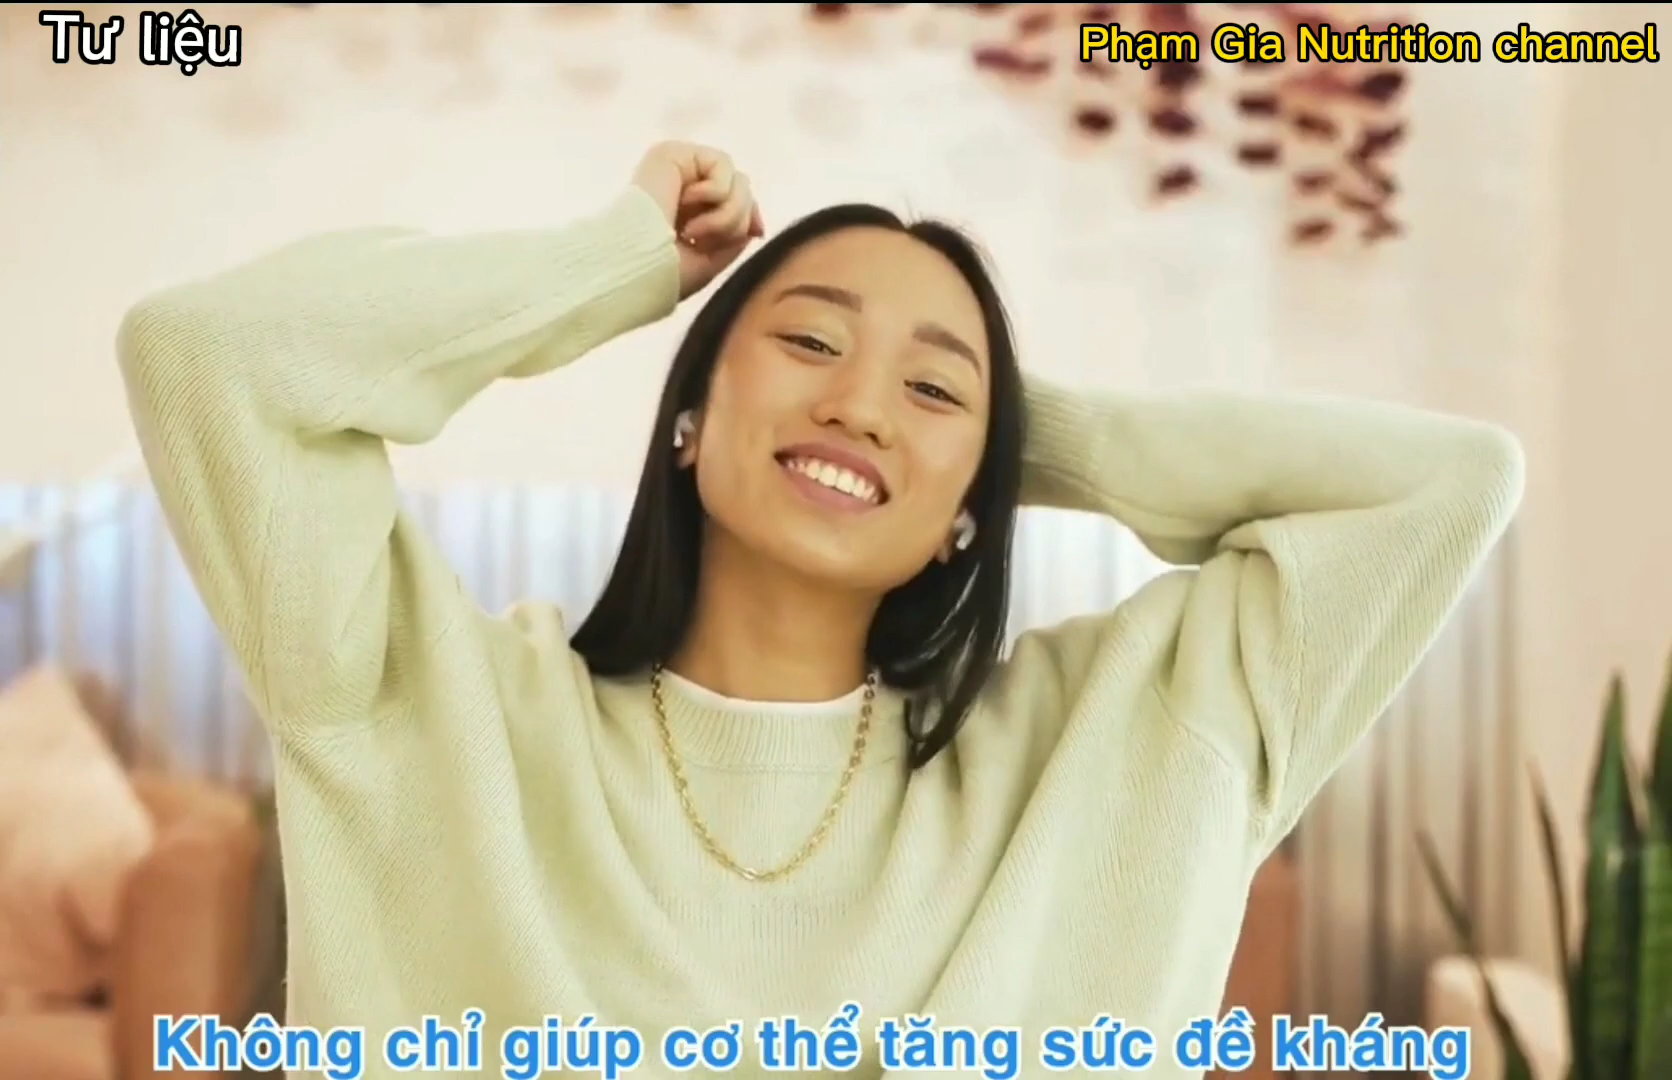 Tư liệu
Phạm Gia Nutrition channel
Không chỉ giúp cơ thể tăng sức đề kháng